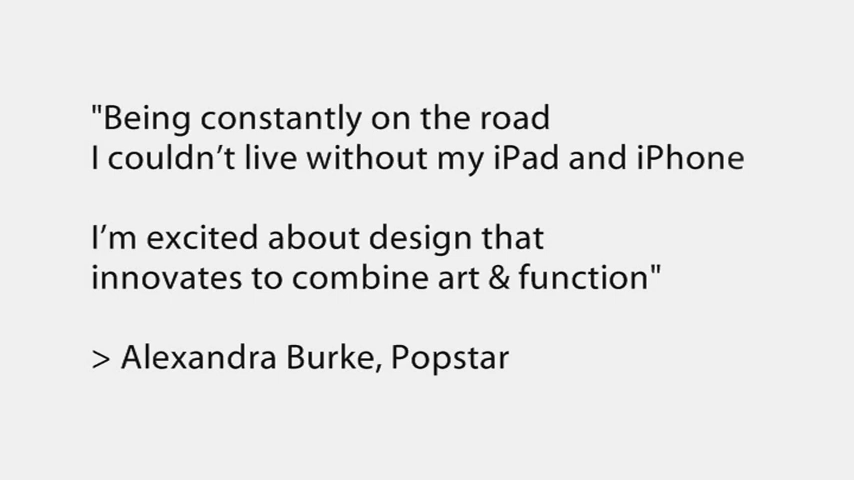 "Being constantly on the road
I couldn’t live without my iPad and iPhone
I’m excited about design that
innovates to combine art & function"
> Alexandra Burke, Popstar